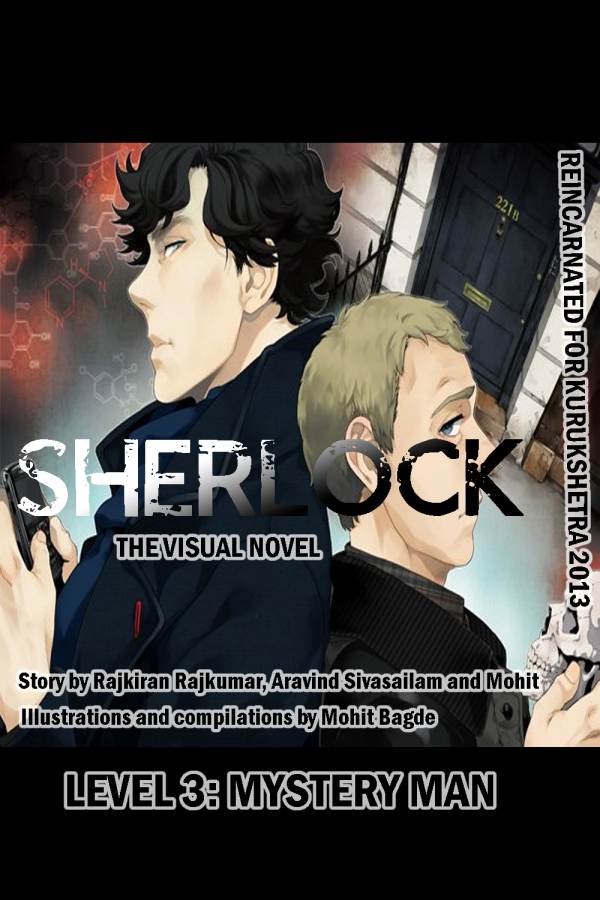 221B
REINCARNATED FOR KURUKSHETRA 2013
SHERLOCK
THE VISUAL NOVEL
Story by Rajkiran Rajkumar, Aravind Sivasailam and Mohit
Illustrations and compilations by Mohit Bagde
LEVEL 3: MYSTERY MAN